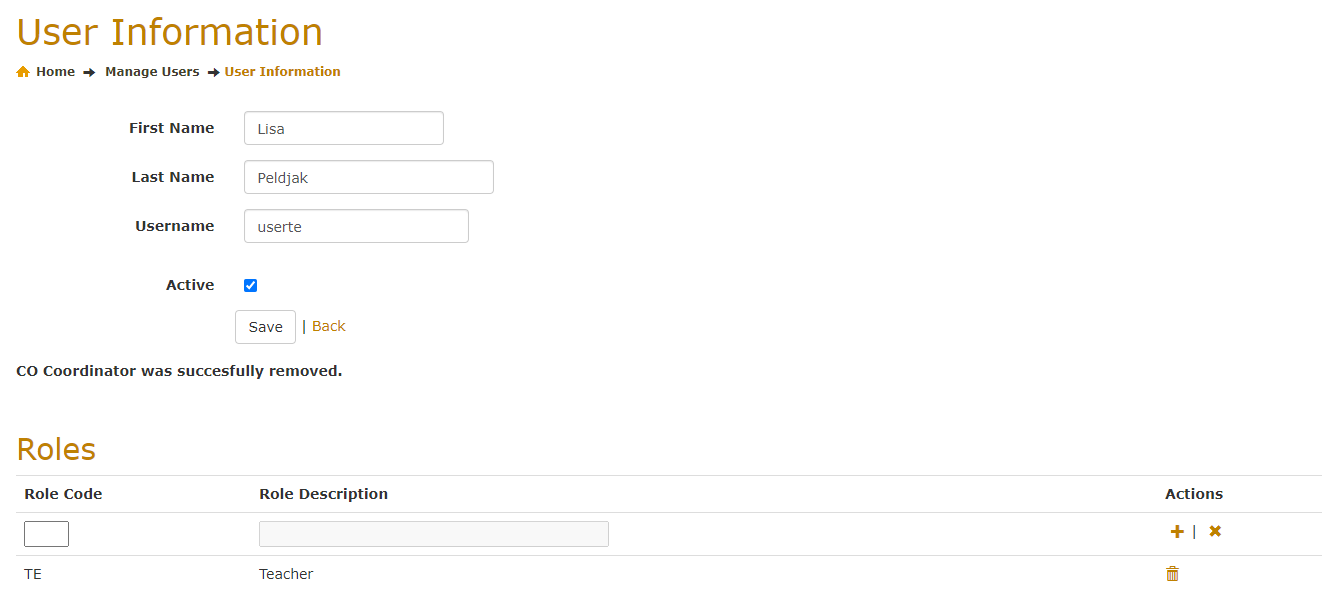 User Information
Home Manage Users User Information
First Name Lisa
Last Name Peldjak
Username userte
Active
Save | Back
CO Coordinator was succesfully removed.
Roles
Role Code Role Description Actions
|
TE Teacher